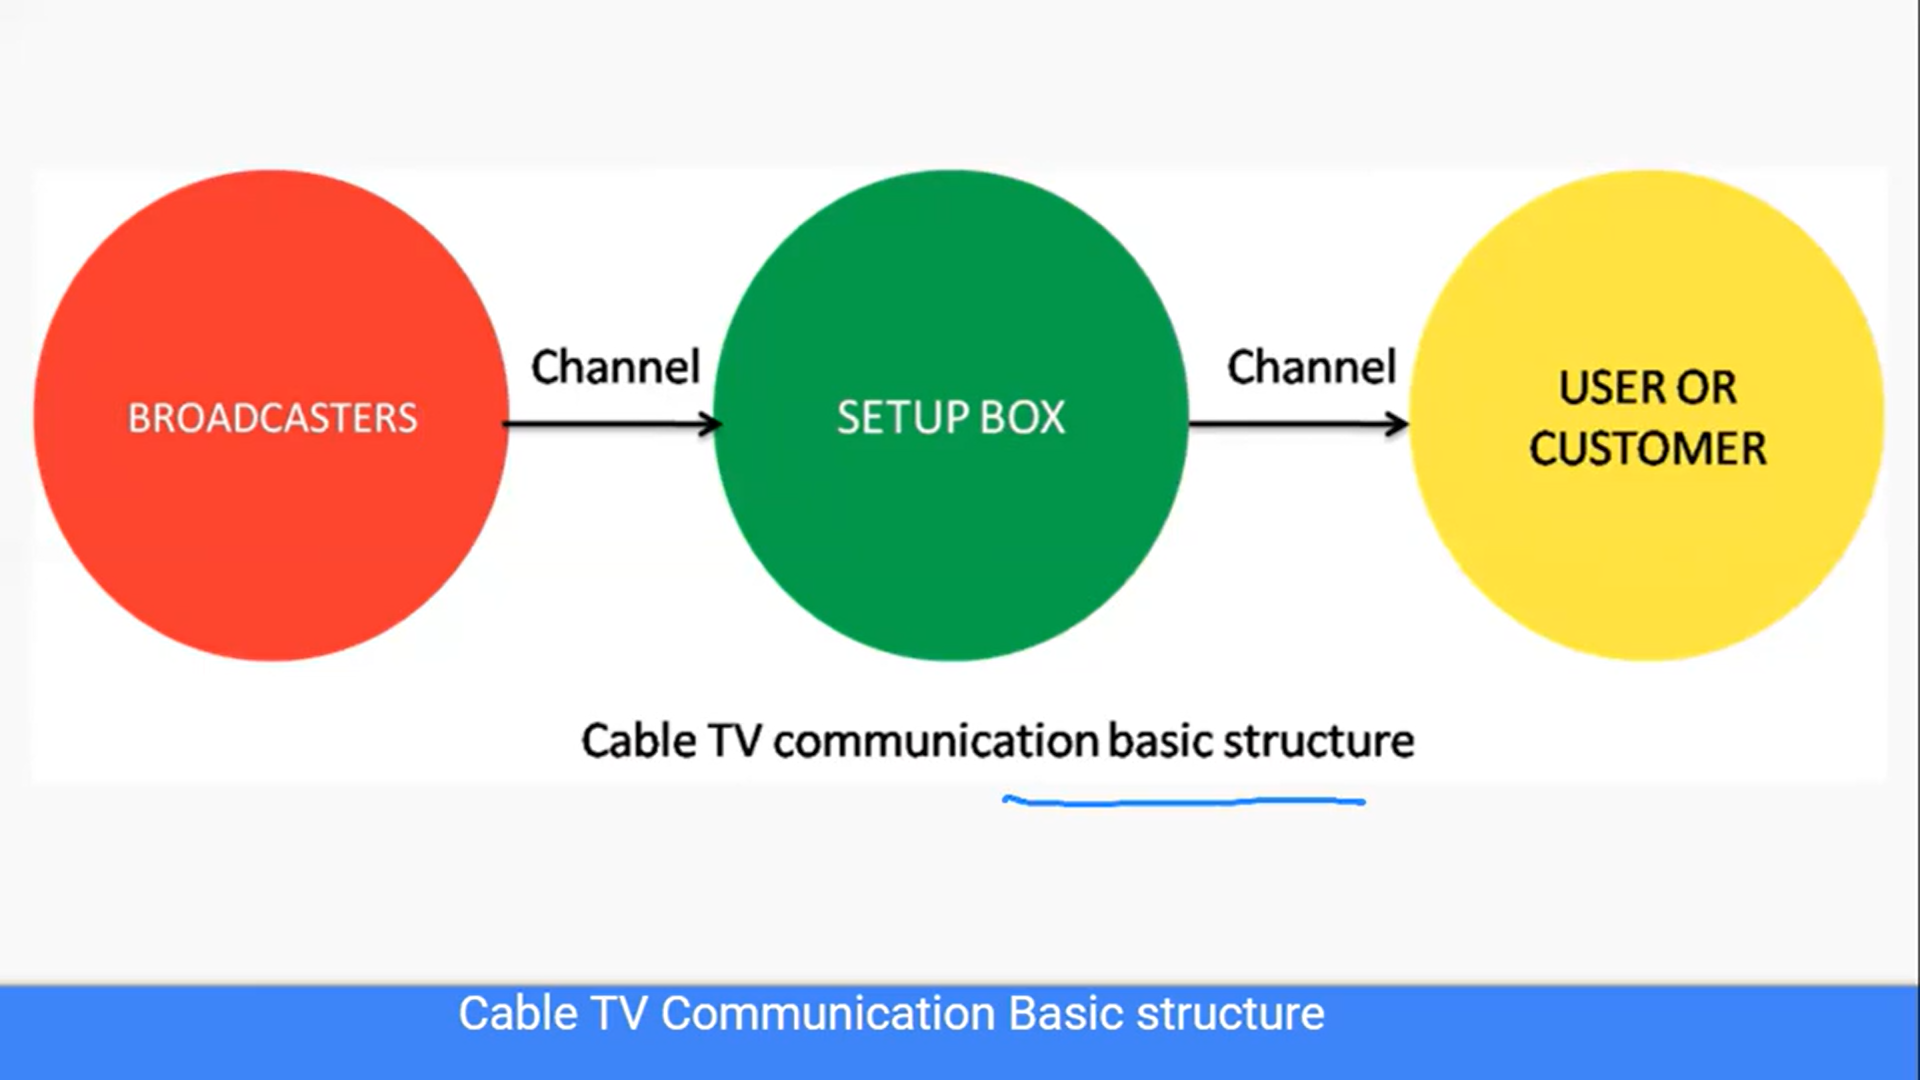 BROADCASTERS
Channel
SETUP BOX
Channel
USER OR
CUSTOMER
Cable TV communication basic structure
Cable TV Communication Basic structure